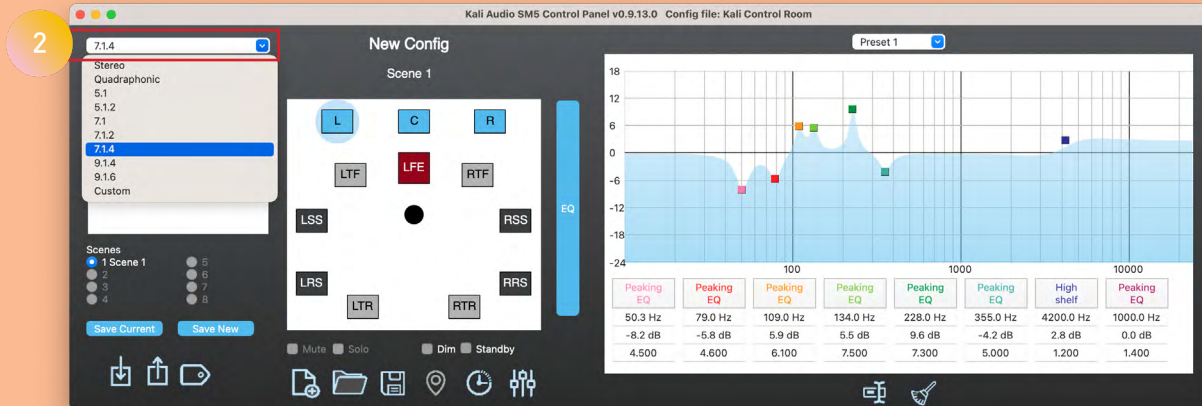 Kali Audio SM5 Control Panel v0.9.13.0 Config file: Kali Control Room
2
7.1.4
Stereo
Quadraphonic
5.1
5.1.2
7.1
7.1.2
7.1.4
9.1.4
9.1.6
Custom
Scenes
1 Scene 1
2
3
4
5
6
7
8
Save Current Save New
New Config
Scene 1
L C R
LTF LFE RTF
LSS RSS
LRS RRS
LTR RTR
EQ
Mute Solo Dim Standby
Preset 1
18
12
6
0
-6
-12
-18
-24
100 1000 10000
Peaking Peaking Peaking Peaking Peaking Peaking High Peaking
EQ EQ EQ EQ EQ EQ shelf EQ
50.3 Hz 79.0 Hz 109.0 Hz 134.0 Hz 228.0 Hz 355.0 Hz 4200.0 Hz 1000.0 Hz
-8.2 dB -5.8 dB 5.9 dB 5.5 dB 9.6 dB -4.2 dB 2.8 dB 0.0 dB
4.500 4.600 6.100 7.500 7.300 5.000 1.200 1.400